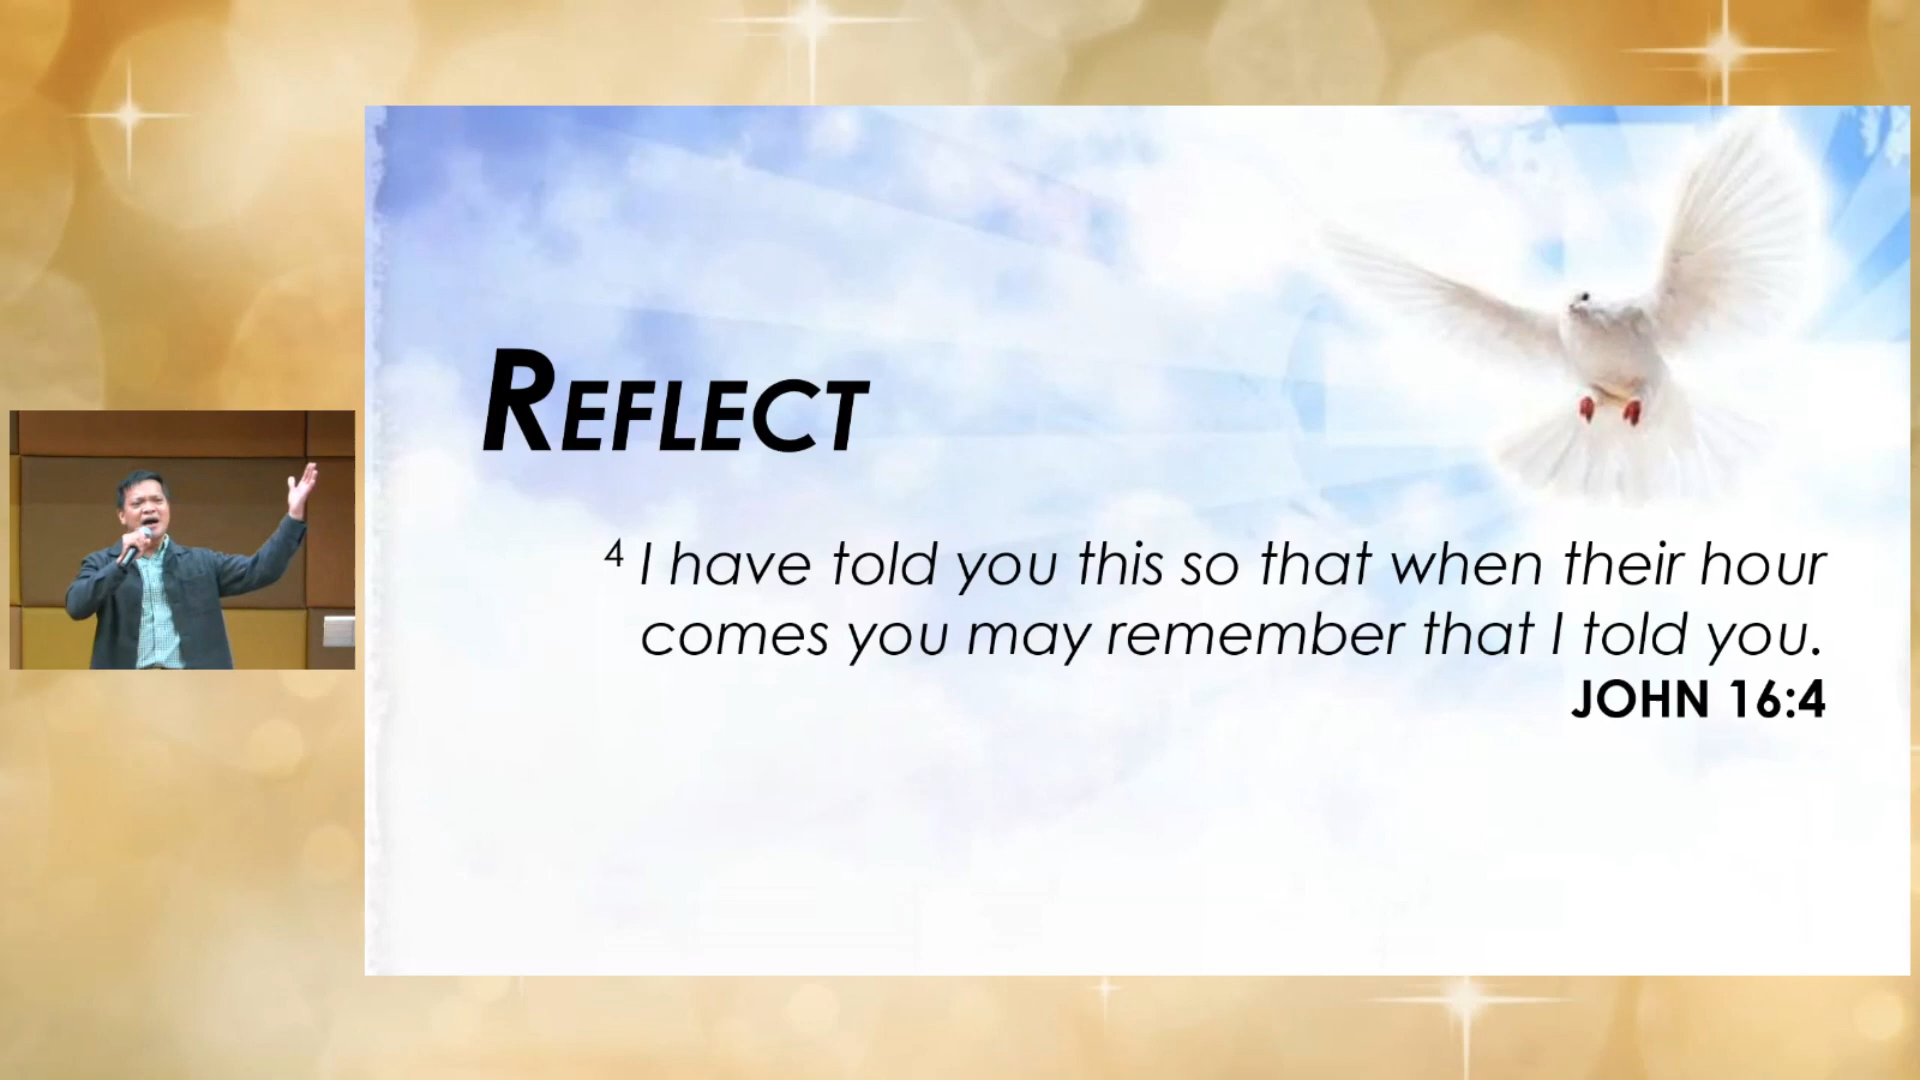 REFLECT
4 I have told you this so that when their hour
comes you may remember that I told you.
JOHN 16:4